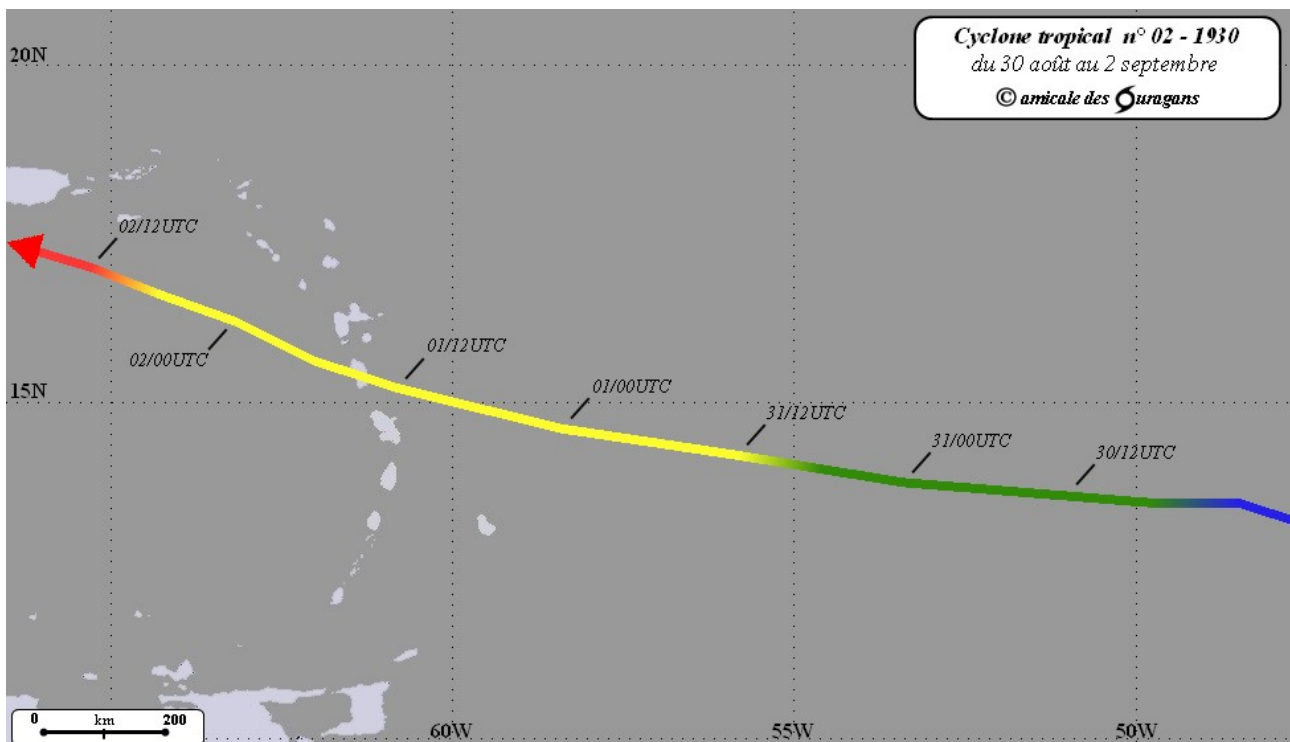 Cyclone tropical n° 02 - 1930
du 30 août au 2 septembre
© amicale des Ouragans
20N
02/12UTC
02/00UTC
01/12UTC
15N
01/00UTC
31/12UTC
31/00UTC
30/12UTC
0 km 200
60W
55W
50W